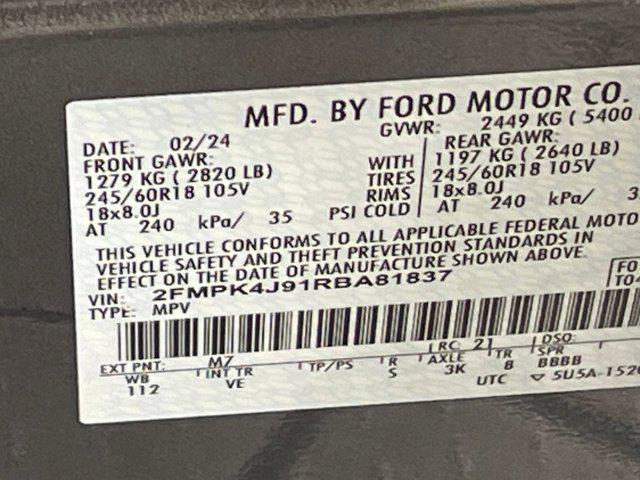 MFD. BY FORD MOTOR CO.
DATE: 02/24 GVWR: 2449 KG ( 5400
FRONT GAWR: REAR GAWR:
1279 KG ( 2820 LB) WITH 1197 KG ( 2640 LB)
245/60R18 105V TIRES 245/60R18 105V
18x8.0J RIMS 18x8.0J
AT 240 kPa/ 35 PSI COLD AT 240 kPa/ 3
THIS VEHICLE CONFORMS TO ALL APPLICABLE FEDERAL MOTO
VEHICLE SAFETY AND THEFT PREVENTION STANDARDS IN
EFFECT ON THE DATE OF MANUFACTURE SHOWN ABOVE.
VIN: 2FMPK4J91RBA81837 FO
TYPE: MPV T04
EXT PNT: M7 RC: 21 DSO:
WB INT TR TP/PS R AXLE TR SPR
112 VE S 3K 8 BBBB
UTC 5U5A-1520